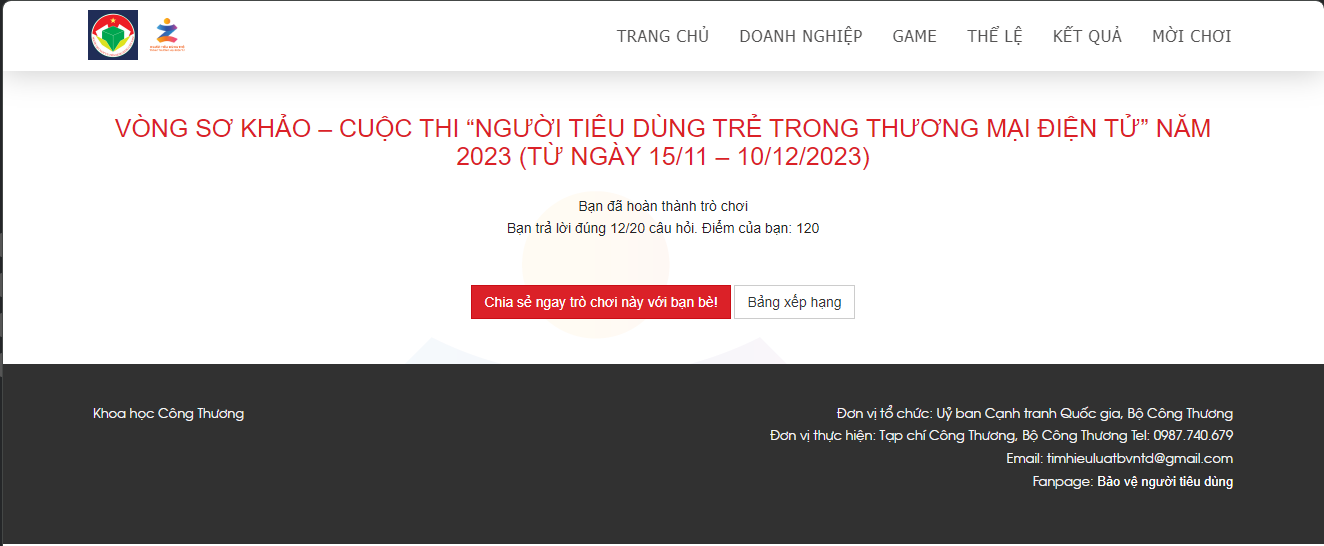 TRANG CHỦ DOANH NGHIỆP GAME THỂ LỆ KẾT QUẢ MỜI CHƠI
VÒNG SƠ KHẢO – CUỘC THI “NGƯỜI TIÊU DÙNG TRẺ TRONG THƯƠNG MẠI ĐIỆN TỬ” NĂM
2023 (TỪ NGÀY 15/11 – 10/12/2023)
Bạn đã hoàn thành trò chơi
Bạn trả lời đúng 12/20 câu hỏi. Điểm của bạn: 120
Chia sẻ ngay trò chơi này với bạn bè! Bảng xếp hạng
Khoa học Công Thương
Đơn vị tổ chức: Uỷ ban Cạnh tranh Quốc gia, Bộ Công Thương
Đơn vị thực hiện: Tạp chí Công Thương, Bộ Công Thương Tel: 0987.740.679
Email: timhieuluatbvntd@gmail.com
Fanpage: Bảo vệ người tiêu dùng